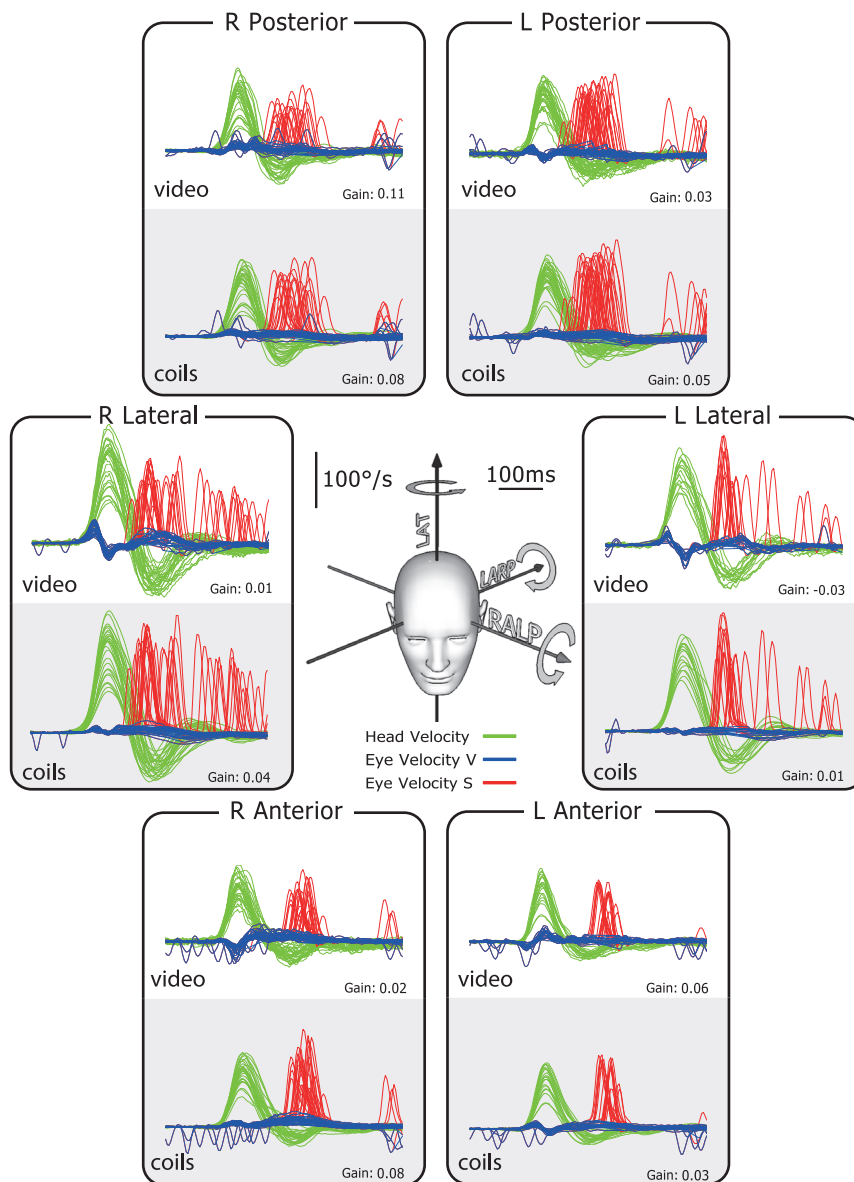 R Posterior
L Posterior
video
Gain: 0.11
video
Gain: 0.03
coils
Gain: 0.08
coils
Gain: 0.05
R Lateral
L Lateral
100°/s
100ms
LAT
LARP
RALP
video
Gain: 0.01
video
Gain: -0.03
Head Velocity
Eye Velocity V
Eye Velocity S
coils
Gain: 0.04
coils
Gain: 0.01
R Anterior
L Anterior
video
Gain: 0.02
video
Gain: 0.06
coils
Gain: 0.08
coils
Gain: 0.03